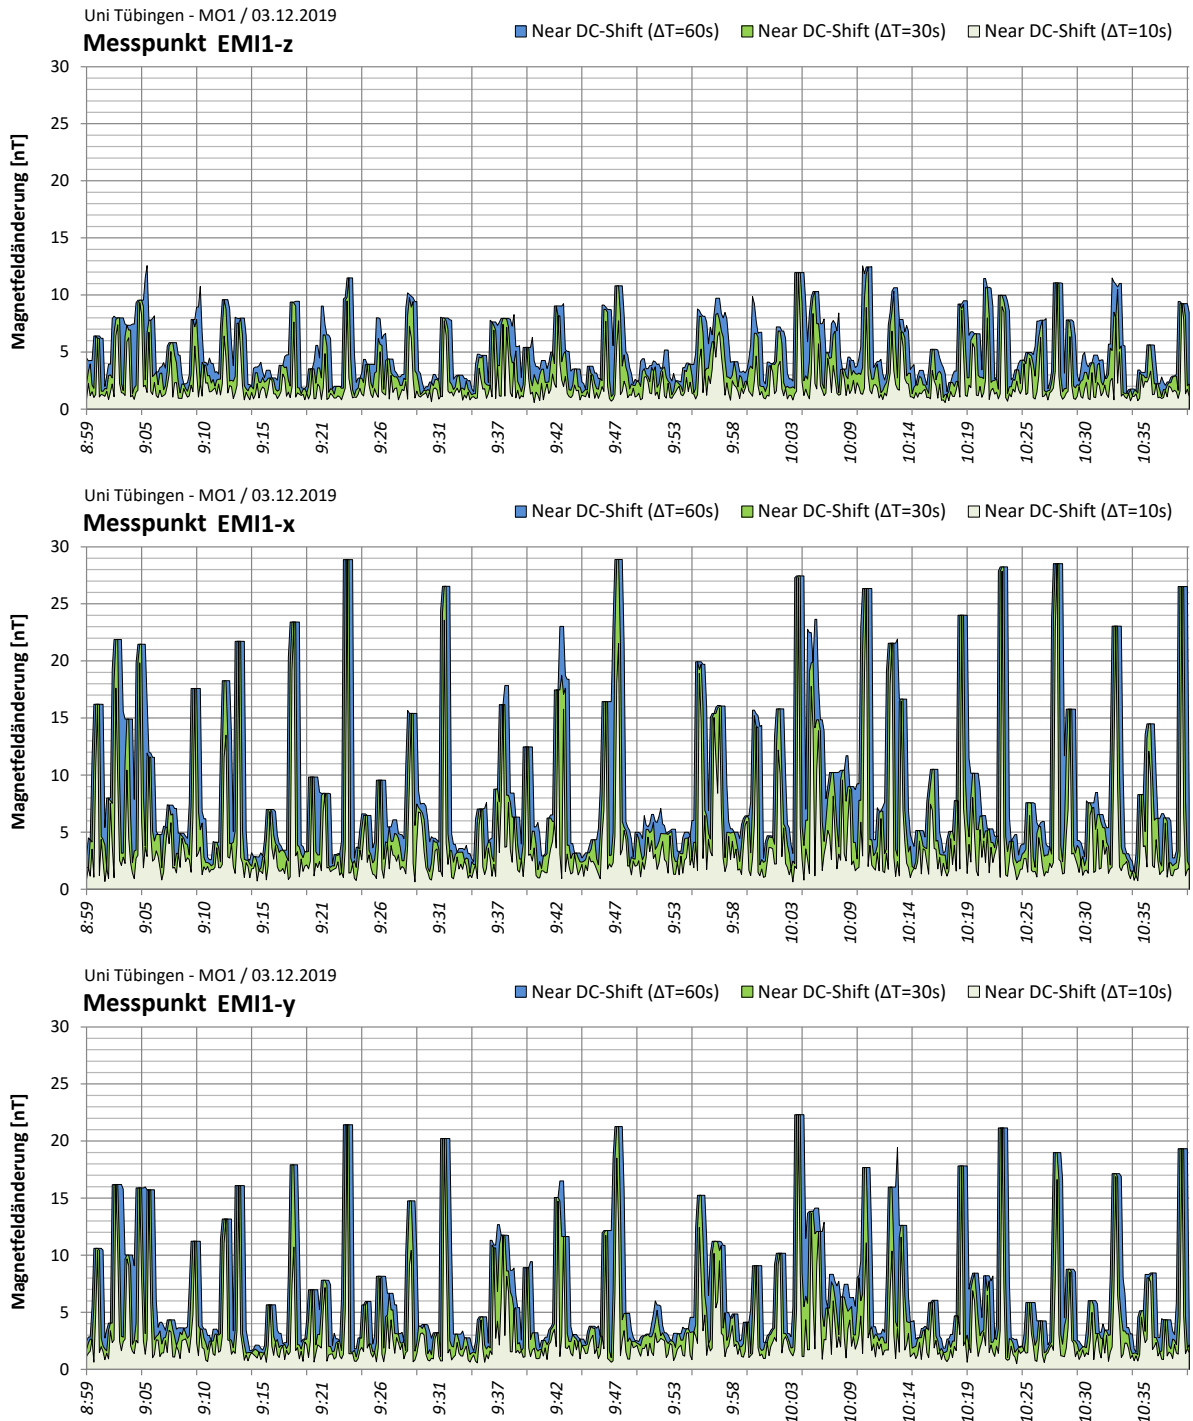 Uni Tübingen - MO1 / 03.12.2019
Messpunkt EMI1-z
Near DC-Shift (ΔT=60s) Near DC-Shift (ΔT=30s) Near DC-Shift (ΔT=10s)
Magnetfeldänderung [nT]
30
25
20
15
10
5
0
8:59 9:05 9:10 9:15 9:21 9:26 9:31 9:37 9:42 9:47 9:53 9:58 10:03 10:09 10:14 10:19 10:25 10:30 10:35
Uni Tübingen - MO1 / 03.12.2019
Messpunkt EMI1-x
Near DC-Shift (ΔT=60s) Near DC-Shift (ΔT=30s) Near DC-Shift (ΔT=10s)
Magnetfeldänderung [nT]
30
25
20
15
10
5
0
8:59 9:05 9:10 9:15 9:21 9:26 9:31 9:37 9:42 9:47 9:53 9:58 10:03 10:09 10:14 10:19 10:25 10:30 10:35
Uni Tübingen - MO1 / 03.12.2019
Messpunkt EMI1-y
Near DC-Shift (ΔT=60s) Near DC-Shift (ΔT=30s) Near DC-Shift (ΔT=10s)
Magnetfeldänderung [nT]
30
25
20
15
10
5
0
8:59 9:05 9:10 9:15 9:21 9:26 9:31 9:37 9:42 9:47 9:53 9:58 10:03 10:09 10:14 10:19 10:25 10:30 10:35